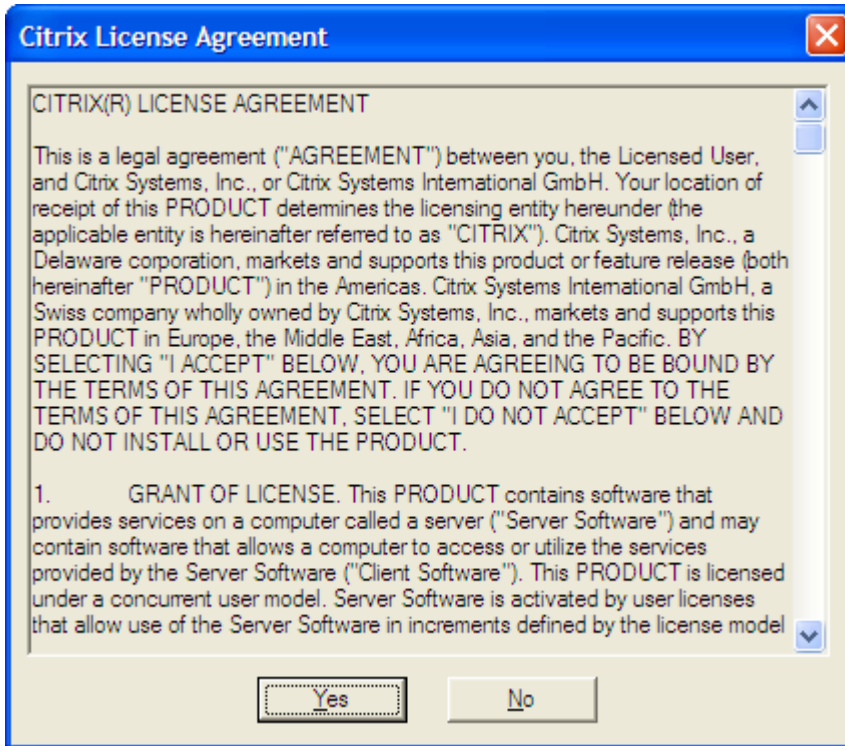 Citrix License Agreement
CITRIX(R) LICENSE AGREEMENT
This is a legal agreement ("AGREEMENT") between you, the Licensed User,
and Citrix Systems, Inc., or Citrix Systems International GmbH. Your location of
receipt of this PRODUCT determines the licensing entity hereunder (the
applicable entity is hereinafter referred to as "CITRIX"). Citrix Systems, Inc., a
Delaware corporation, markets and supports this product or feature release (both
hereinafter "PRODUCT") in the Americas. Citrix Systems International GmbH, a
Swiss company wholly owned by Citrix Systems, Inc., markets and supports this
PRODUCT in Europe, the Middle East, Africa, Asia, and the Pacific. BY
SELECTING "I ACCEPT" BELOW, YOU ARE AGREEING TO BE BOUND BY
THE TERMS OF THIS AGREEMENT. IF YOU DO NOT AGREE TO THE
TERMS OF THIS AGREEMENT, SELECT "I DO NOT ACCEPT" BELOW AND
DO NOT INSTALL OR USE THE PRODUCT.
1. GRANT OF LICENSE. This PRODUCT contains software that
provides services on a computer called a server ("Server Software") and may
contain software that allows a computer to access or utilize the services
provided by the Server Software ("Client Software"). This PRODUCT is licensed
under a concurrent user model. Server Software is activated by user licenses
that allow use of the Server Software in increments defined by the license model
Yes No